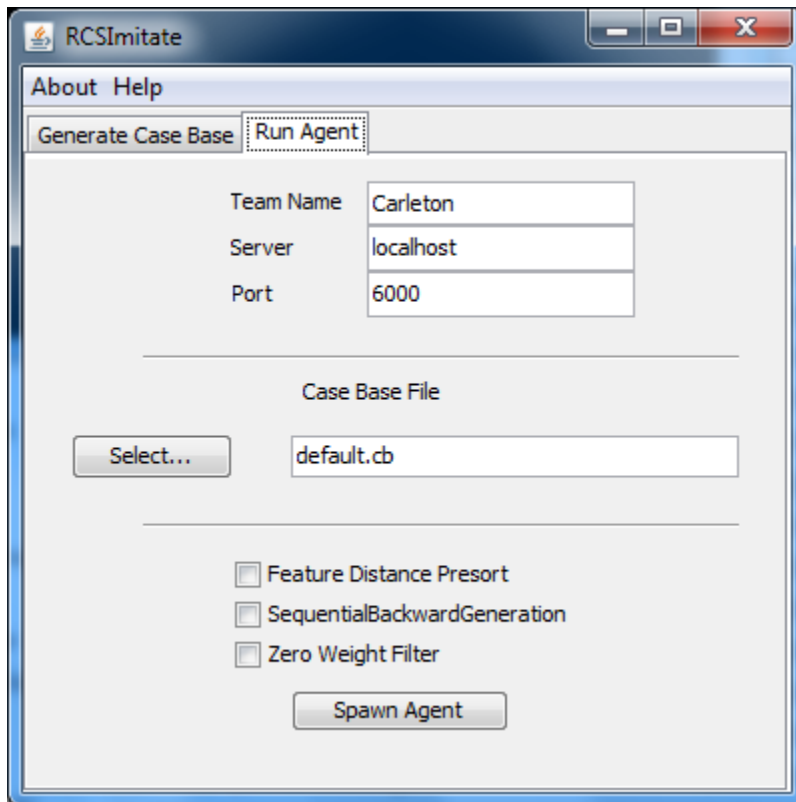 RCSImitate
About Help
Generate Case Base Run Agent
Team Name Carleton
Server localhost
Port 6000
Case Base File
Select... default.cb
Feature Distance Presort
SequentialBackwardGeneration
Zero Weight Filter
Spawn Agent